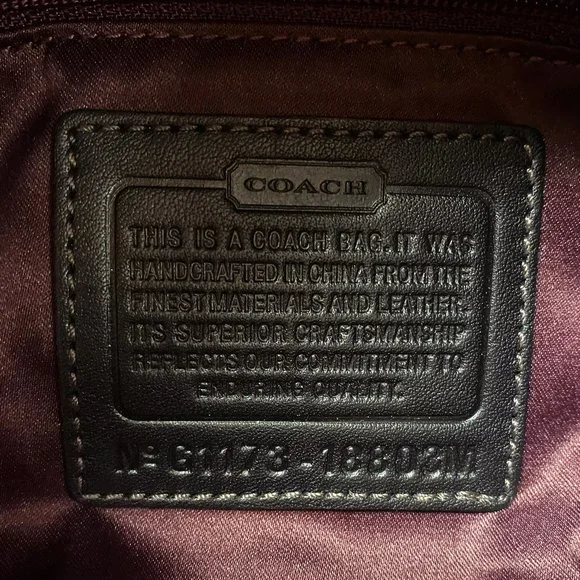 COACH
THIS IS A COACH BAG. IT WAS
HANDCRAFTED IN CHINA FROM THE
FINEST MATERIALS AND LEATHER.
ITS SUPERIOR CRAFTSMANSHIP
REFLECTS OUR COMMITMENT TO
ENDURING QUALITY.
Nº G1173-18803M